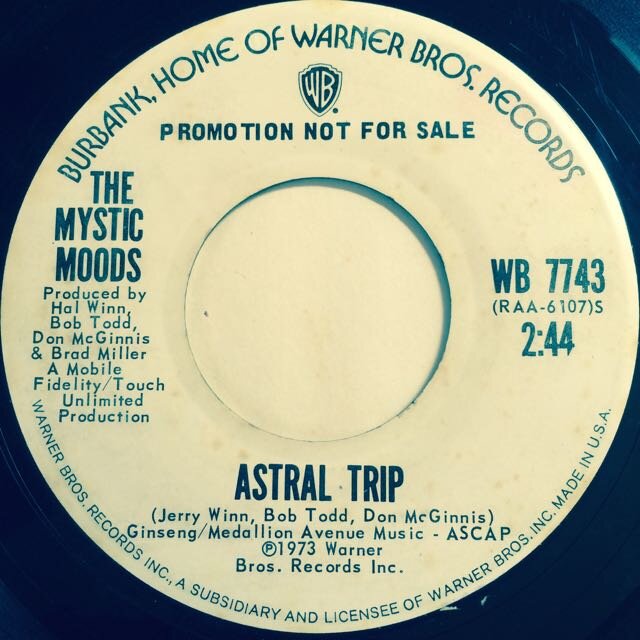 BURBANK, HOME OF WARNER BROS. RECORDS
WB
PROMOTION NOT FOR SALE
THE
MYSTIC
MOODS
Produced by
Hal Winn,
Bob Todd,
Don McGinnis
& Brad Miller
A Mobile
Fidelity/Touch
Unlimited
Production
WB 7743
(RAA-6107)S
2:44
ASTRAL TRIP
(Jerry Winn, Bob Todd, Don McGinnis)
Ginseng/Medallion Avenue Music - ASCAP
℗1973 Warner
Bros. Records Inc.
WARNER BROS. RECORDS INC., A SUBSIDIARY AND LICENSEE OF WARNER BROS. INC. MADE IN U.S.A.